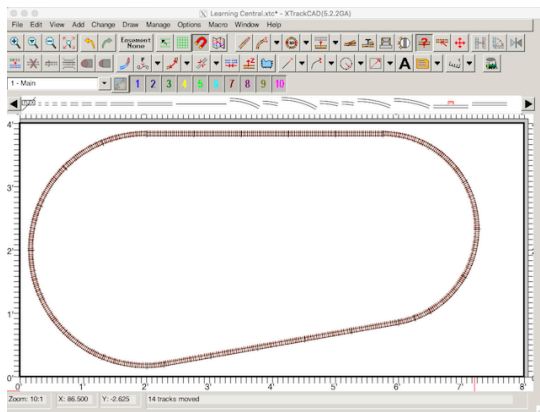 Learning Central.xtc* - XTrackCAD(5.2.2GA)
File Edit View Add Change Draw Manage Options Macro Window Help
Easement
None
1 - Main
1 2 3 4 5 6 7 8 9 10
4'
3'
2'
1'
0'
0' 1' 2' 3' 4' 5' 6' 7' 8'
Zoom: 10:1 X: 86.500 Y: -2.625 14 tracks moved